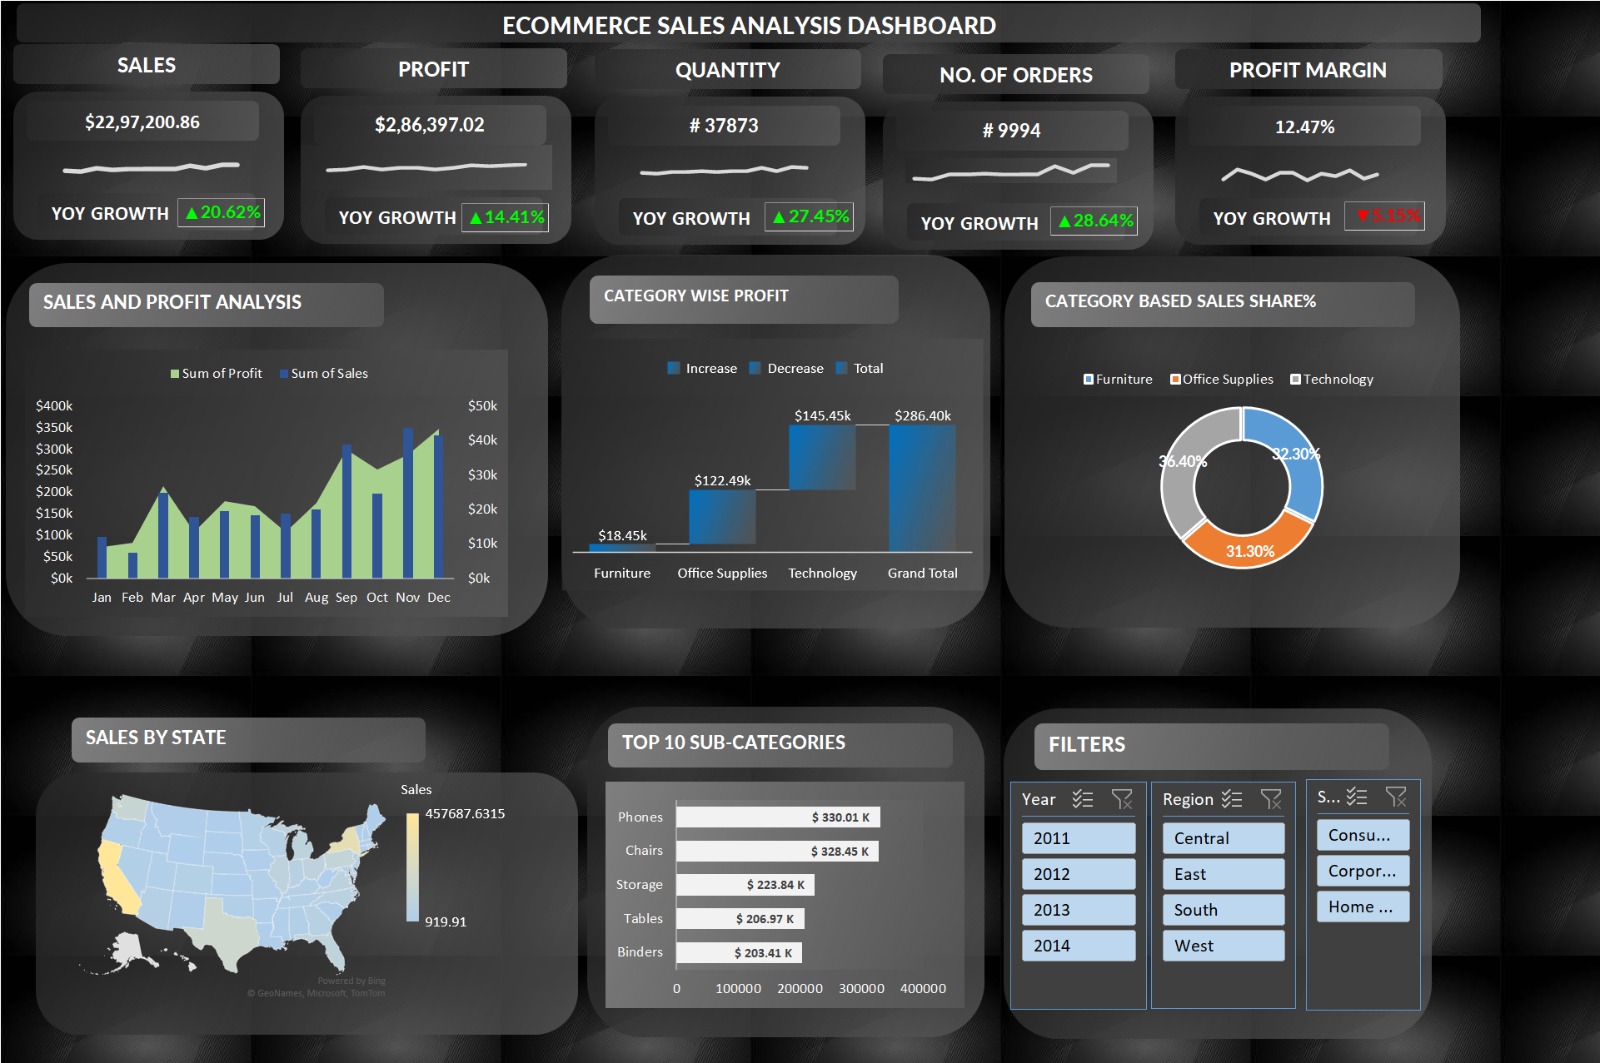 ECOMMERCE SALES ANALYSIS DASHBOARD
SALES
$22,97,200.86
YOY GROWTH ▲20.62%
PROFIT
$2,86,397.02
YOY GROWTH ▲14.41%
QUANTITY
# 37873
YOY GROWTH ▲27.45%
NO. OF ORDERS
# 9994
YOY GROWTH ▲28.64%
PROFIT MARGIN
12.47%
YOY GROWTH ▼5.15%
SALES AND PROFIT ANALYSIS
Sum of Profit Sum of Sales
$400k
$350k
$300k
$250k
$200k
$150k
$100k
$50k
$0k
$50k
$40k
$30k
$20k
$10k
$0k
Jan Feb Mar Apr May Jun Jul Aug Sep Oct Nov Dec
CATEGORY WISE PROFIT
Increase Decrease Total
$18.45k
$122.49k
$145.45k
$286.40k
Furniture Office Supplies Technology Grand Total
CATEGORY BASED SALES SHARE%
Furniture Office Supplies Technology
36.40%
32.30%
31.30%
SALES BY STATE
Sales
457687.6315
919.91
Powered by Bing
© GeoNames, Microsoft, TomTom
TOP 10 SUB-CATEGORIES
Phones $ 330.01 K
Chairs $ 328.45 K
Storage $ 223.84 K
Tables $ 206.97 K
Binders $ 203.41 K
0 100000 200000 300000 400000
FILTERS
Year
2011
2012
2013
2014
Region
Central
East
South
West
S...
Consu...
Corpor...
Home ...